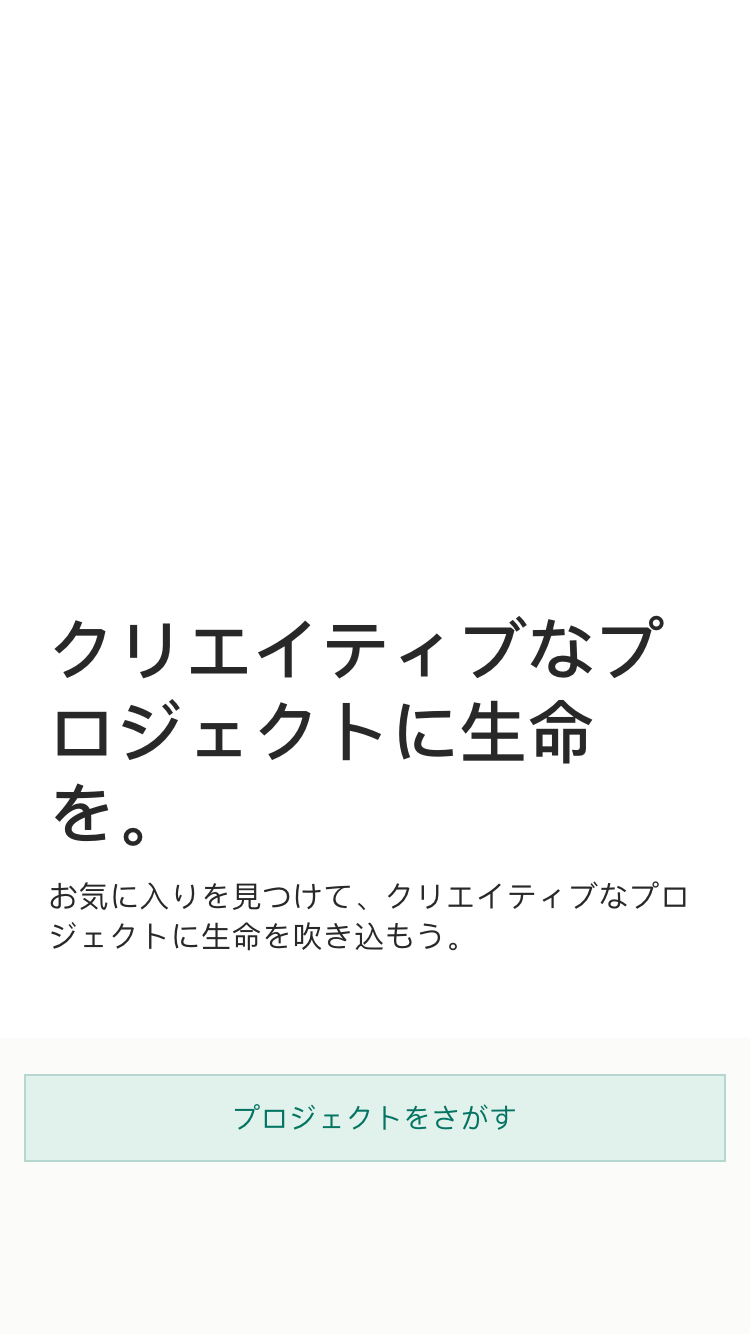 クリエイティブなプ
ロジェクトに生命
を。
お気に入りを見つけて、クリエイティブなプロ
ジェクトに生命を吹き込もう。
プロジェクトをさがす